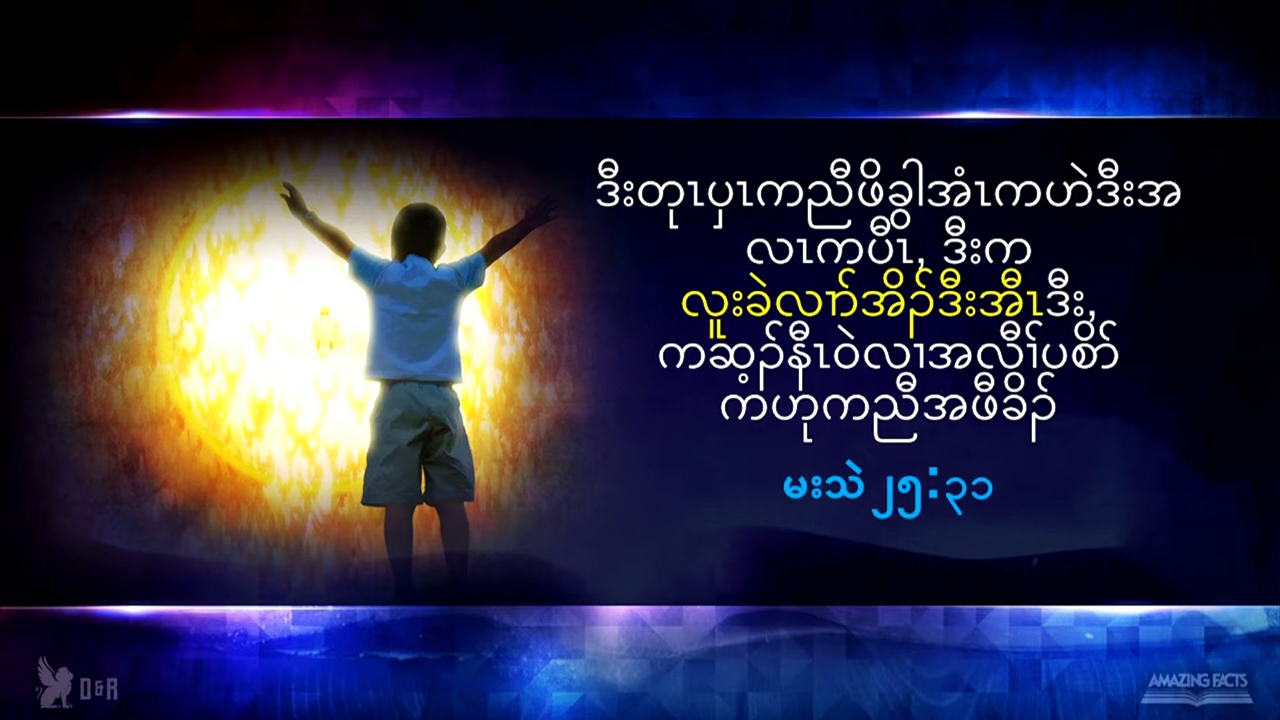 ဒီးတုၤပှၤကညီဖိခွါအံၤကဟဲဒီးအ
လၤကပီၤ, ဒီးက
လူးခဲလၢာ်အိၣ်ဒီးအီၤဒီး,
ကဆ့ၣ်နီၤဝဲလၢအလီၢ်ပစိာ်
ကဟုကညီအဖီခိၣ်
မးသဲ ၂၅:၃၁
D&R
AMAZING FACTS